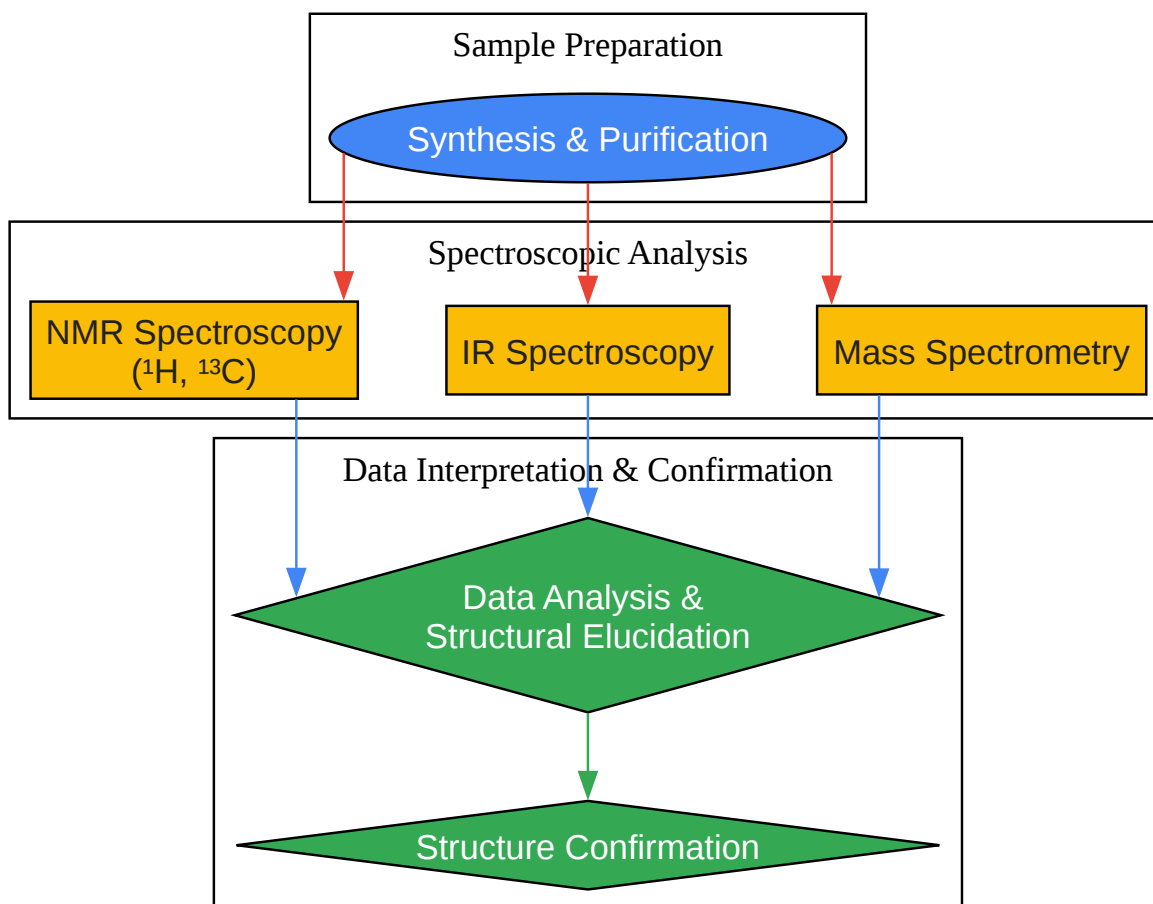 Sample Preparation
Synthesis & Purification
Spectroscopic Analysis
NMR Spectroscopy
(¹H, ¹³C)
IR Spectroscopy
Mass Spectrometry
Data Interpretation & Confirmation
Data Analysis &
Structural Elucidation
Structure Confirmation